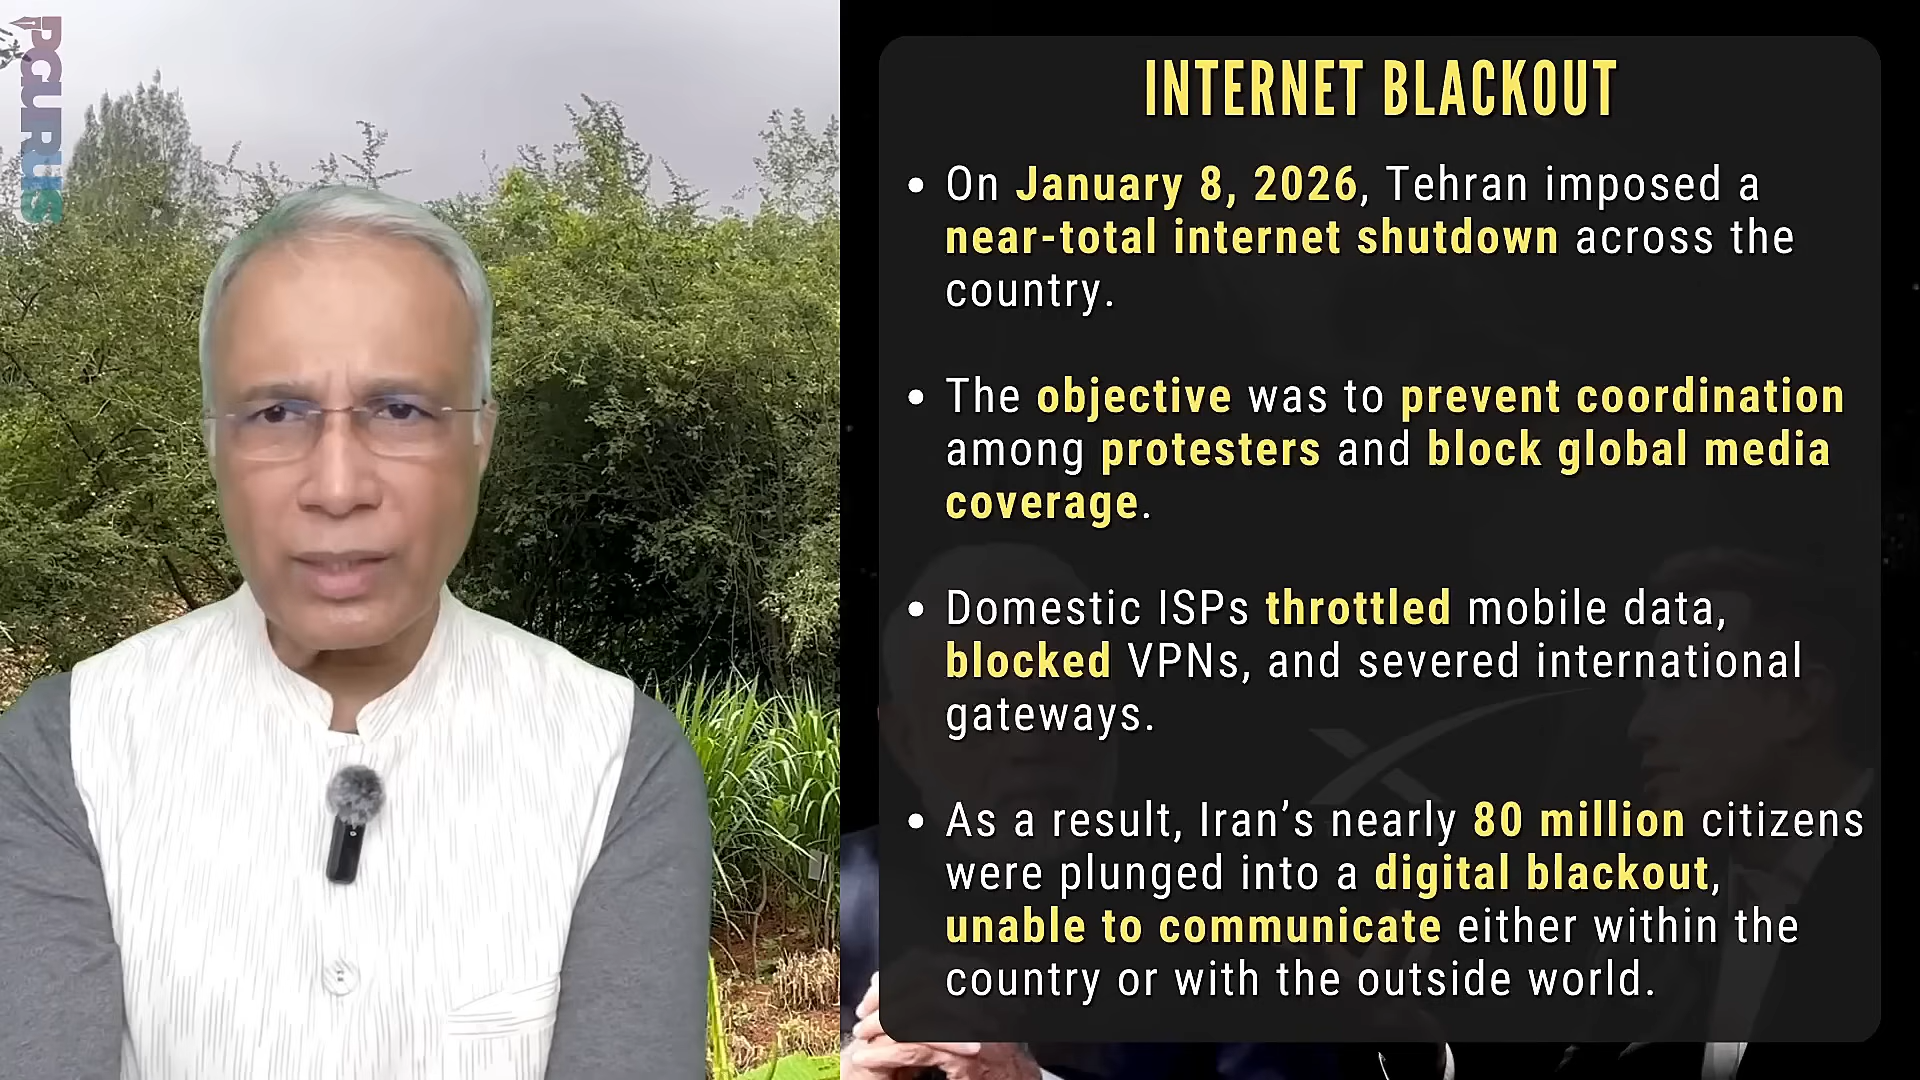 PGURUS
INTERNET BLACKOUT
• On January 8, 2026, Tehran imposed a
near-total internet shutdown across the
country.
• The objective was to prevent coordination
among protesters and block global media
coverage.
• Domestic ISPs throttled mobile data,
blocked VPNs, and severed international
gateways.
• As a result, Iran’s nearly 80 million citizens
were plunged into a digital blackout,
unable to communicate either within the
country or with the outside world.